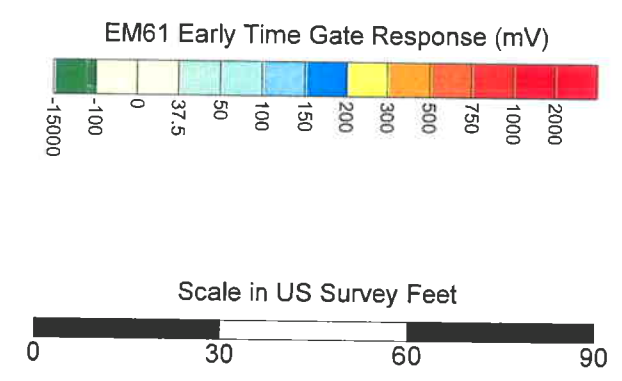 EM61 Early Time Gate Response (mV)
-15000 -100 0 37.5 50 100 150 200 300 500 750 1000 2000
Scale in US Survey Feet
0 30 60 90